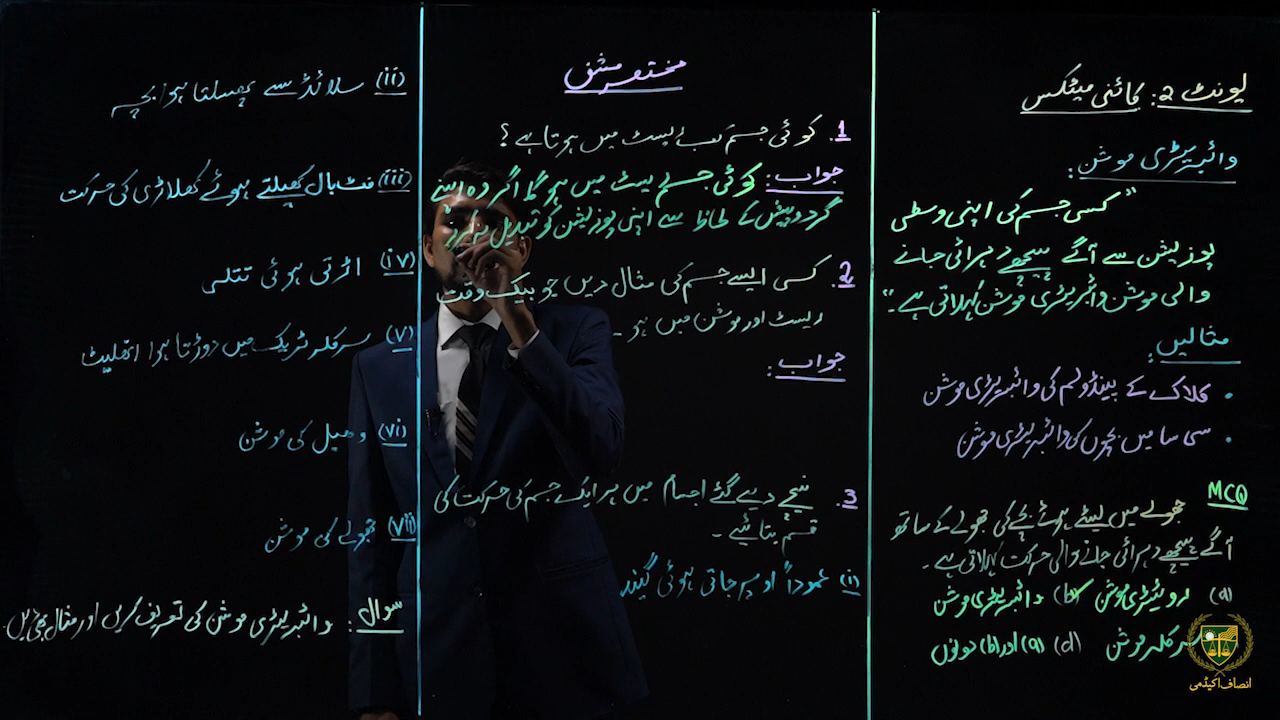 یونٹ 2: کائنی میٹکس
وائبریٹری موشن:
"کسی جسم کی اپنی وسطی
پوزیشن سے آگے پیچھے دہرائی جانے
والی موشن وائبریٹری موشن کہلاتی ہے۔"
مثالیں:
• کلاک کے پینڈولم کی وائبریٹری موشن
• سی سا میں بچوں کی وائبریٹری موشن
MCQ
جھولے میں لیٹے ہوئے بچے کی جھولے کے ساتھ
آگے پیچھے دہرائی جانے والی حرکت کہلاتی ہے۔
(a) روٹیٹری موشن (b) وائبریٹری موشن
سرکلر موشن (d) (a) اور (b) دونوں
انصاف اکیڈمی
مختصر مشق
1. کوئی جسم کب ریسٹ میں ہوتا ہے؟
جواب: کوئی جسم ریسٹ میں ہو گا اگر وہ اپنے
گردوپیش کے لحاظ سے اپنی پوزیشن کو تبدیل نہ کرے
2. کسی ایسے جسم کی مثال دیں جو بیک وقت
ریسٹ اور موشن میں ہو۔
جواب:
3. نیچے دیے گئے اجسام میں ہر ایک جسم کی حرکت کی
قسم بتائیے۔
(i) عموداً اوپر جاتی ہوئی گیند
(ii) سلائڈ سے پھسلتا ہوا بچہ
(iii) فٹ بال کھیلتے ہوئے کھلاڑی کی حرکت
(iv) اڑتی ہوئی تتلی
(v) سرکلر ٹریک میں دوڑتا ہوا اتھلیٹ
(vi) وھیل کی موشن
(vii) جھولے کی موشن
سوال: وائبریٹری موشن کی تعریف کریں اور مثال بھی دیں۔